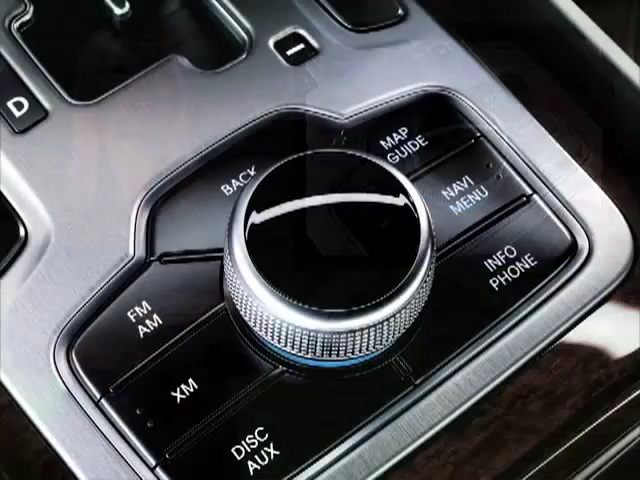 D
BACK
MAP
GUIDE
NAVI
MENU
INFO
PHONE
FM
AM
XM
DISC
AUX